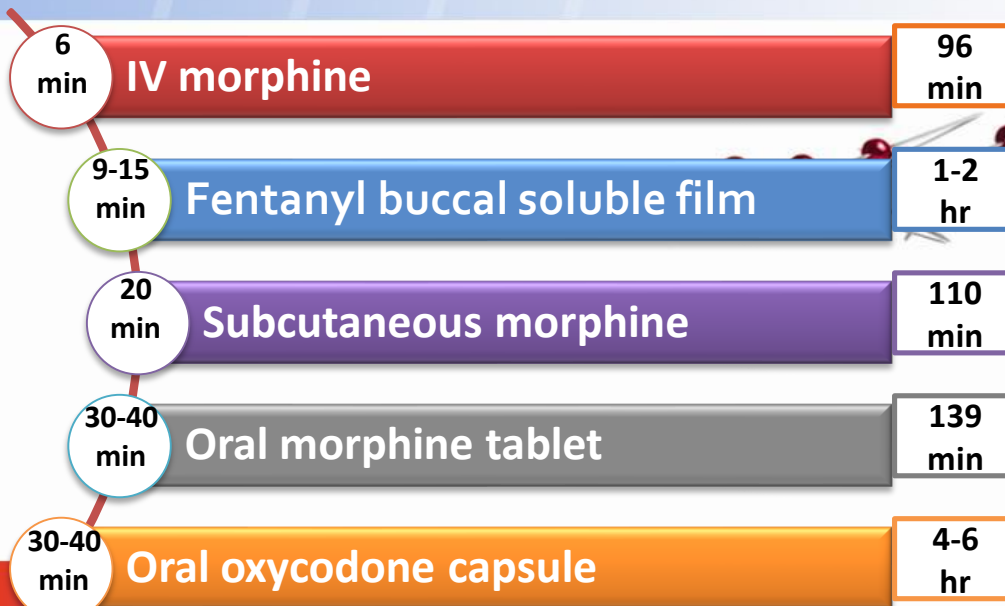 6
min
IV morphine
96
min
9-15
min
Fentanyl buccal soluble film
1-2
hr
20
min
Subcutaneous morphine
110
min
30-40
min
Oral morphine tablet
139
min
30-40
min
Oral oxycodone capsule
4-6
hr